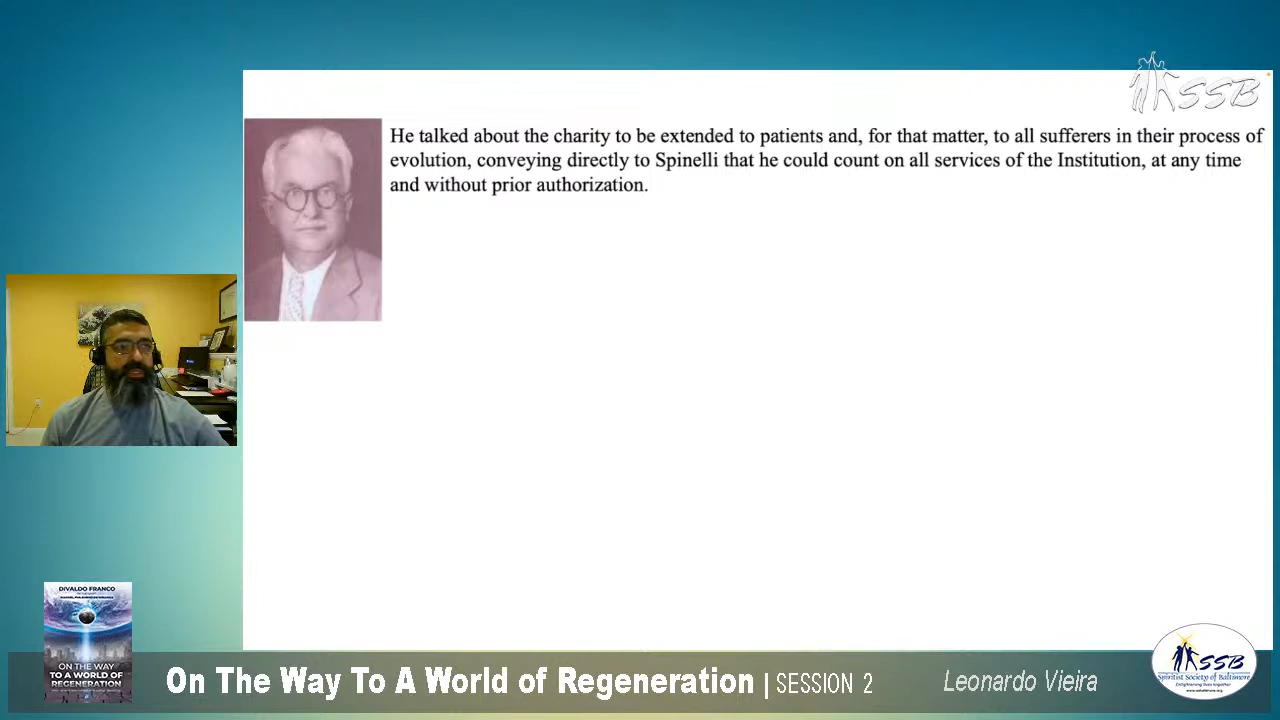 SSB
He talked about the charity to be extended to patients and, for that matter, to all sufferers in their process of
evolution, conveying directly to Spinelli that he could count on all services of the Institution, at any time
and without prior authorization.
DIVALDO FRANCO
ON THE WAY
TO A WORLD OF
REGENERATION
On The Way To A World of Regeneration | SESSION 2
Leonardo Vieira
SSB
Spiritist Society of Baltimore
Enlightening lives together